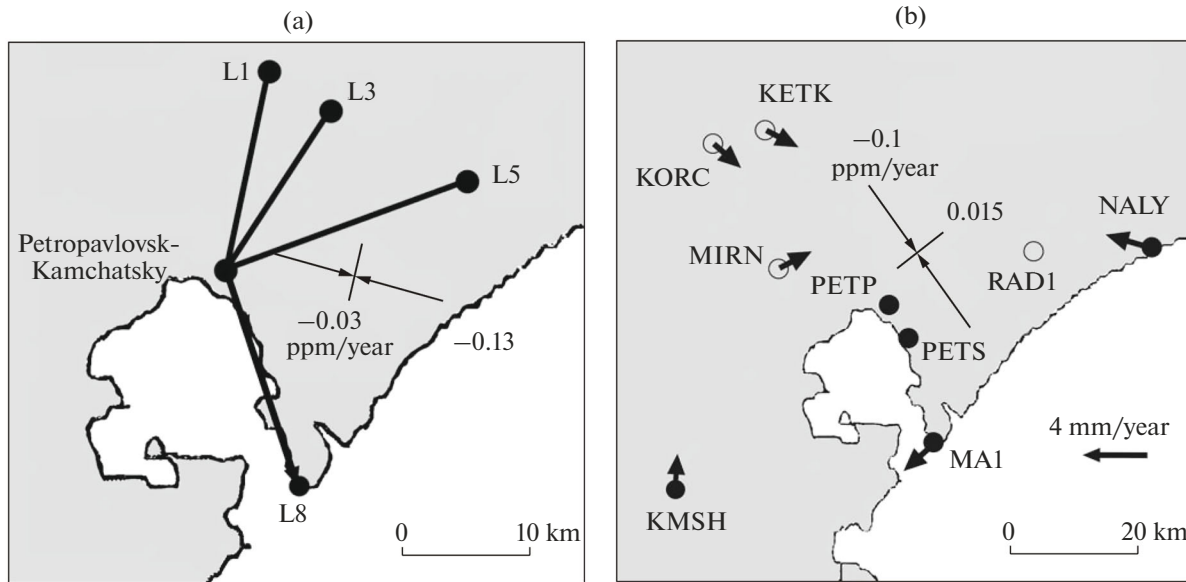 (a)
L1
L3
L5
Petropavlovsk-
Kamchatsky
−0.03
ppm/year
−0.13
L8
0
10 km
(b)
KETK
−0.1
ppm/year
KORC
0.015
NALY
MIRN
RAD1
PETP
PETS
4 mm/year
MA1
KMSH
0
20 km